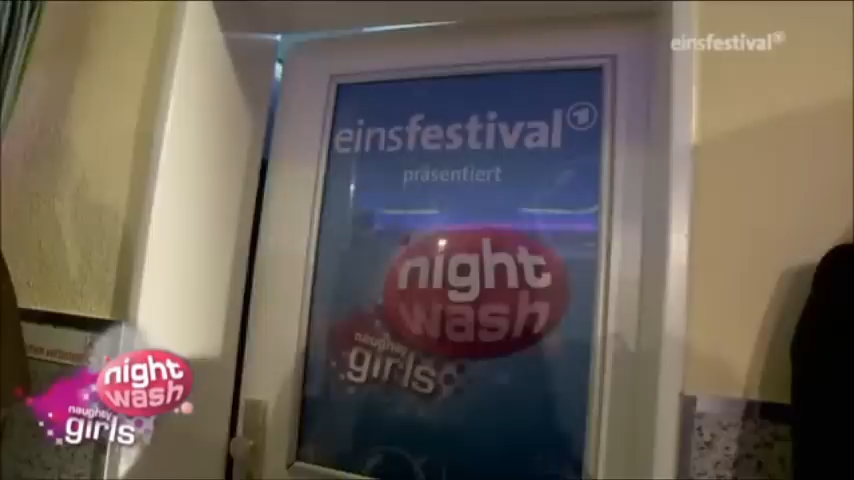 einsfestival
einsfestival
präsentiert
night
wash
naughty
girls
night
wash
naughty
girls